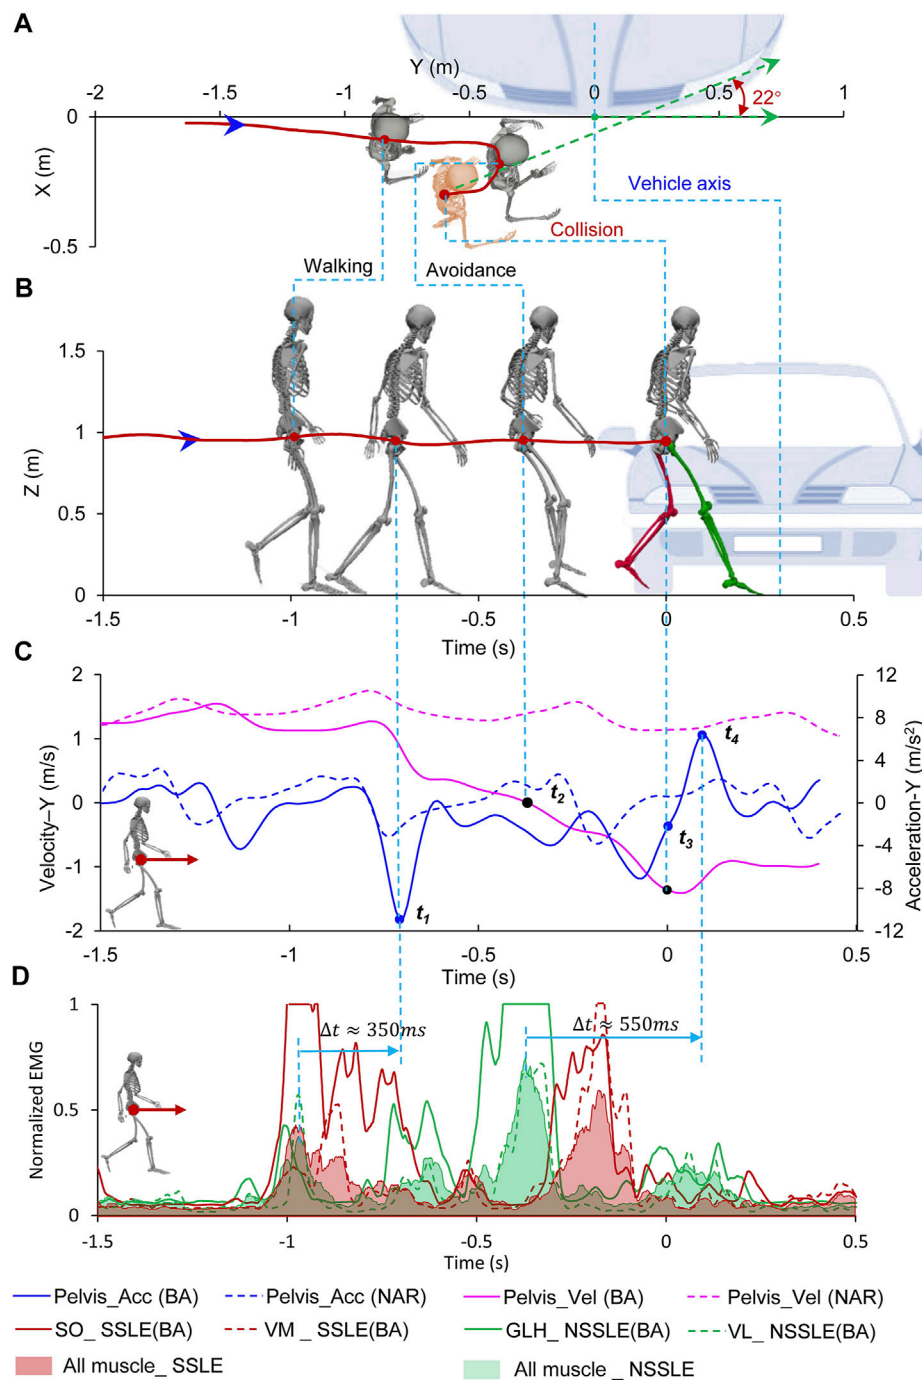 A
Y (m)
-2 -1.5 -1 -0.5 0 0.5 1
22°
0
X (m)
-0.5
Vehicle axis
Collision
Walking
Avoidance
B
1.5
1
Z (m)
0.5
0
-1.5 -1 -0.5 0 0.5
Time (s)
C
2 12
1 8
4
0 0
-4
-1 -8
-2 -12
Velocity–Y (m/s)
Acceleration-Y (m/s²)
t₁
t₂
t₃
t₄
-1.5 -1 -0.5 0 0.5
Time (s)
D
1
0.5
0
Normalized EMG
Δt ≈ 350ms
Δt ≈ 550ms
-1.5 -1 -0.5 0 0.5
Time (s)
Pelvis_Acc (BA) Pelvis_Acc (NAR) Pelvis_Vel (BA) Pelvis_Vel (NAR)
SO_ SSLE(BA) VM _ SSLE(BA) GLH_ NSSLE(BA) VL_ NSSLE(BA)
All muscle_ SSLE All muscle _ NSSLE